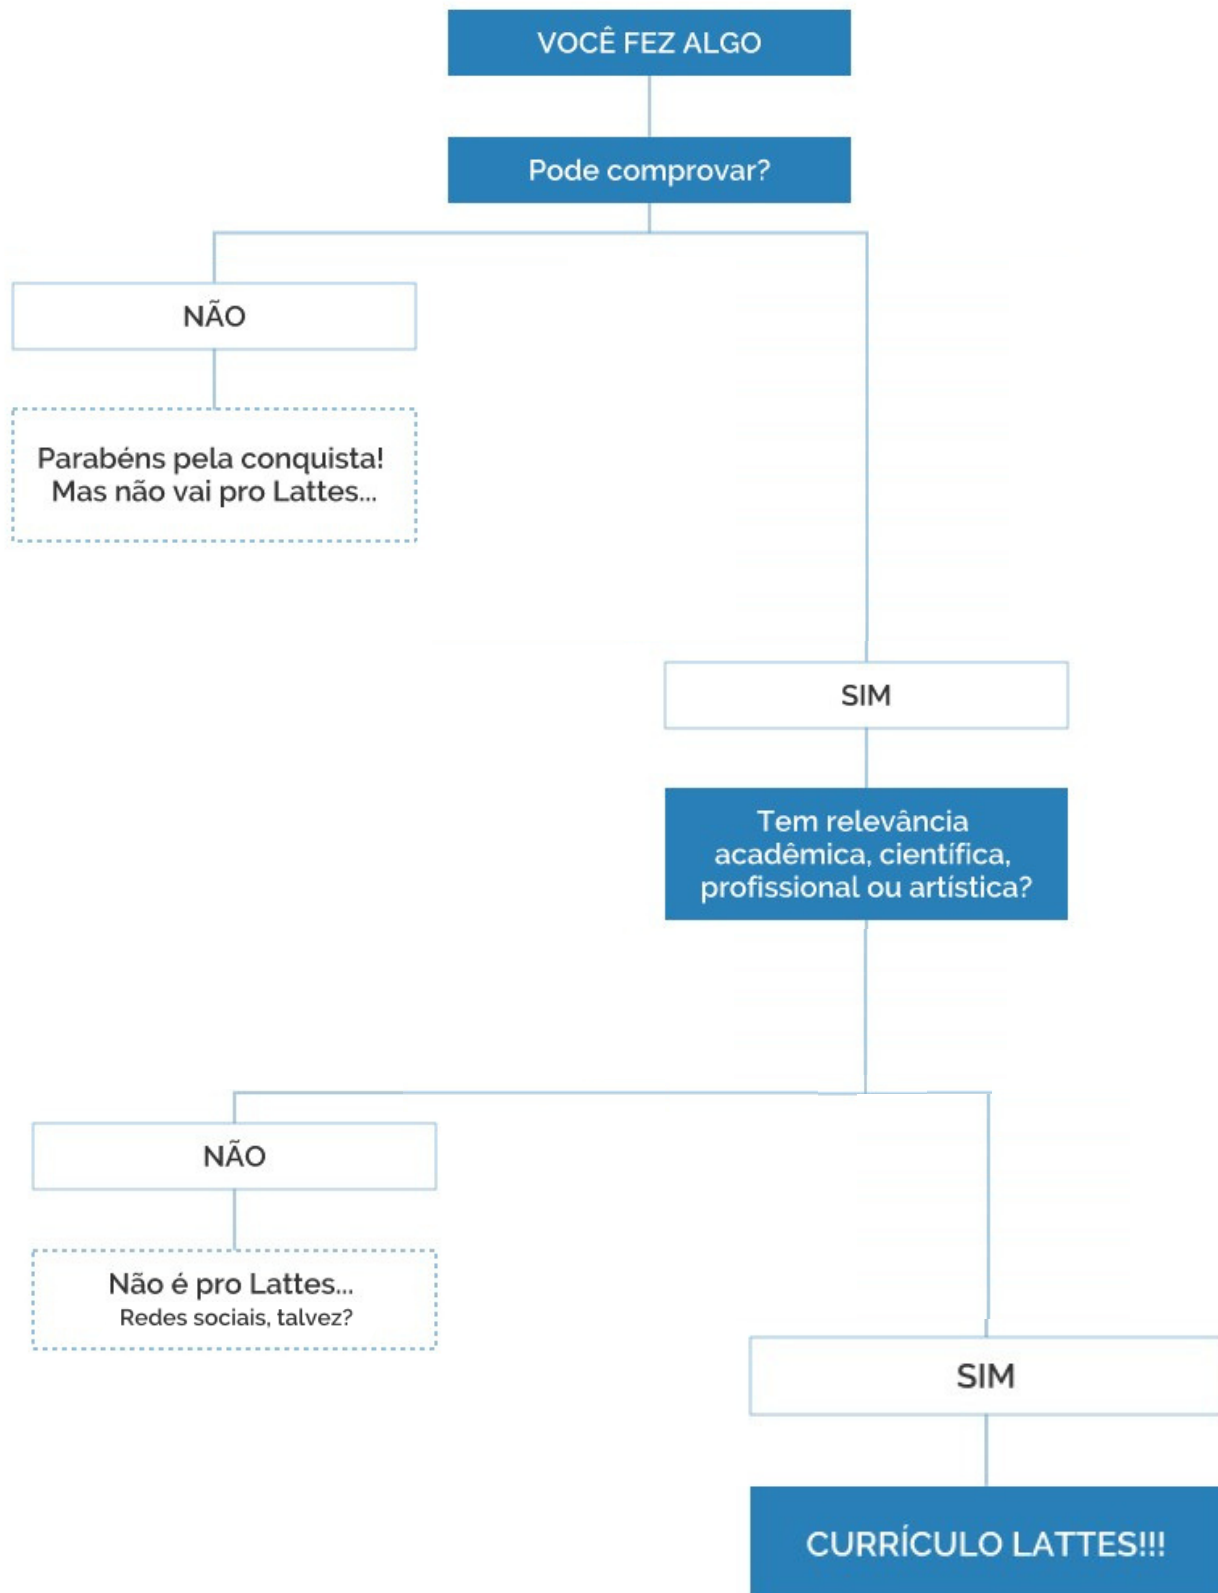 VOCÊ FEZ ALGO
Pode comprovar?
NÃO
Parabéns pela conquista!
Mas não vai pro Lattes...
SIM
Tem relevância
acadêmica, científica,
profissional ou artística?
NÃO
Não é pro Lattes...
Redes sociais, talvez?
SIM
CURRÍCULO LATTES!!!